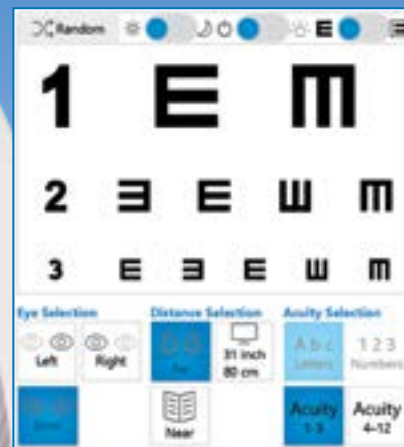 Random E
1 E
2 E E
3 E E
Eye Selection Distance Selection Acuity Selection
Left Right Far 31 inch 80 cm A b c Letters 1 2 3 Numbers
Near Acuity 1-3 Acuity 4-12